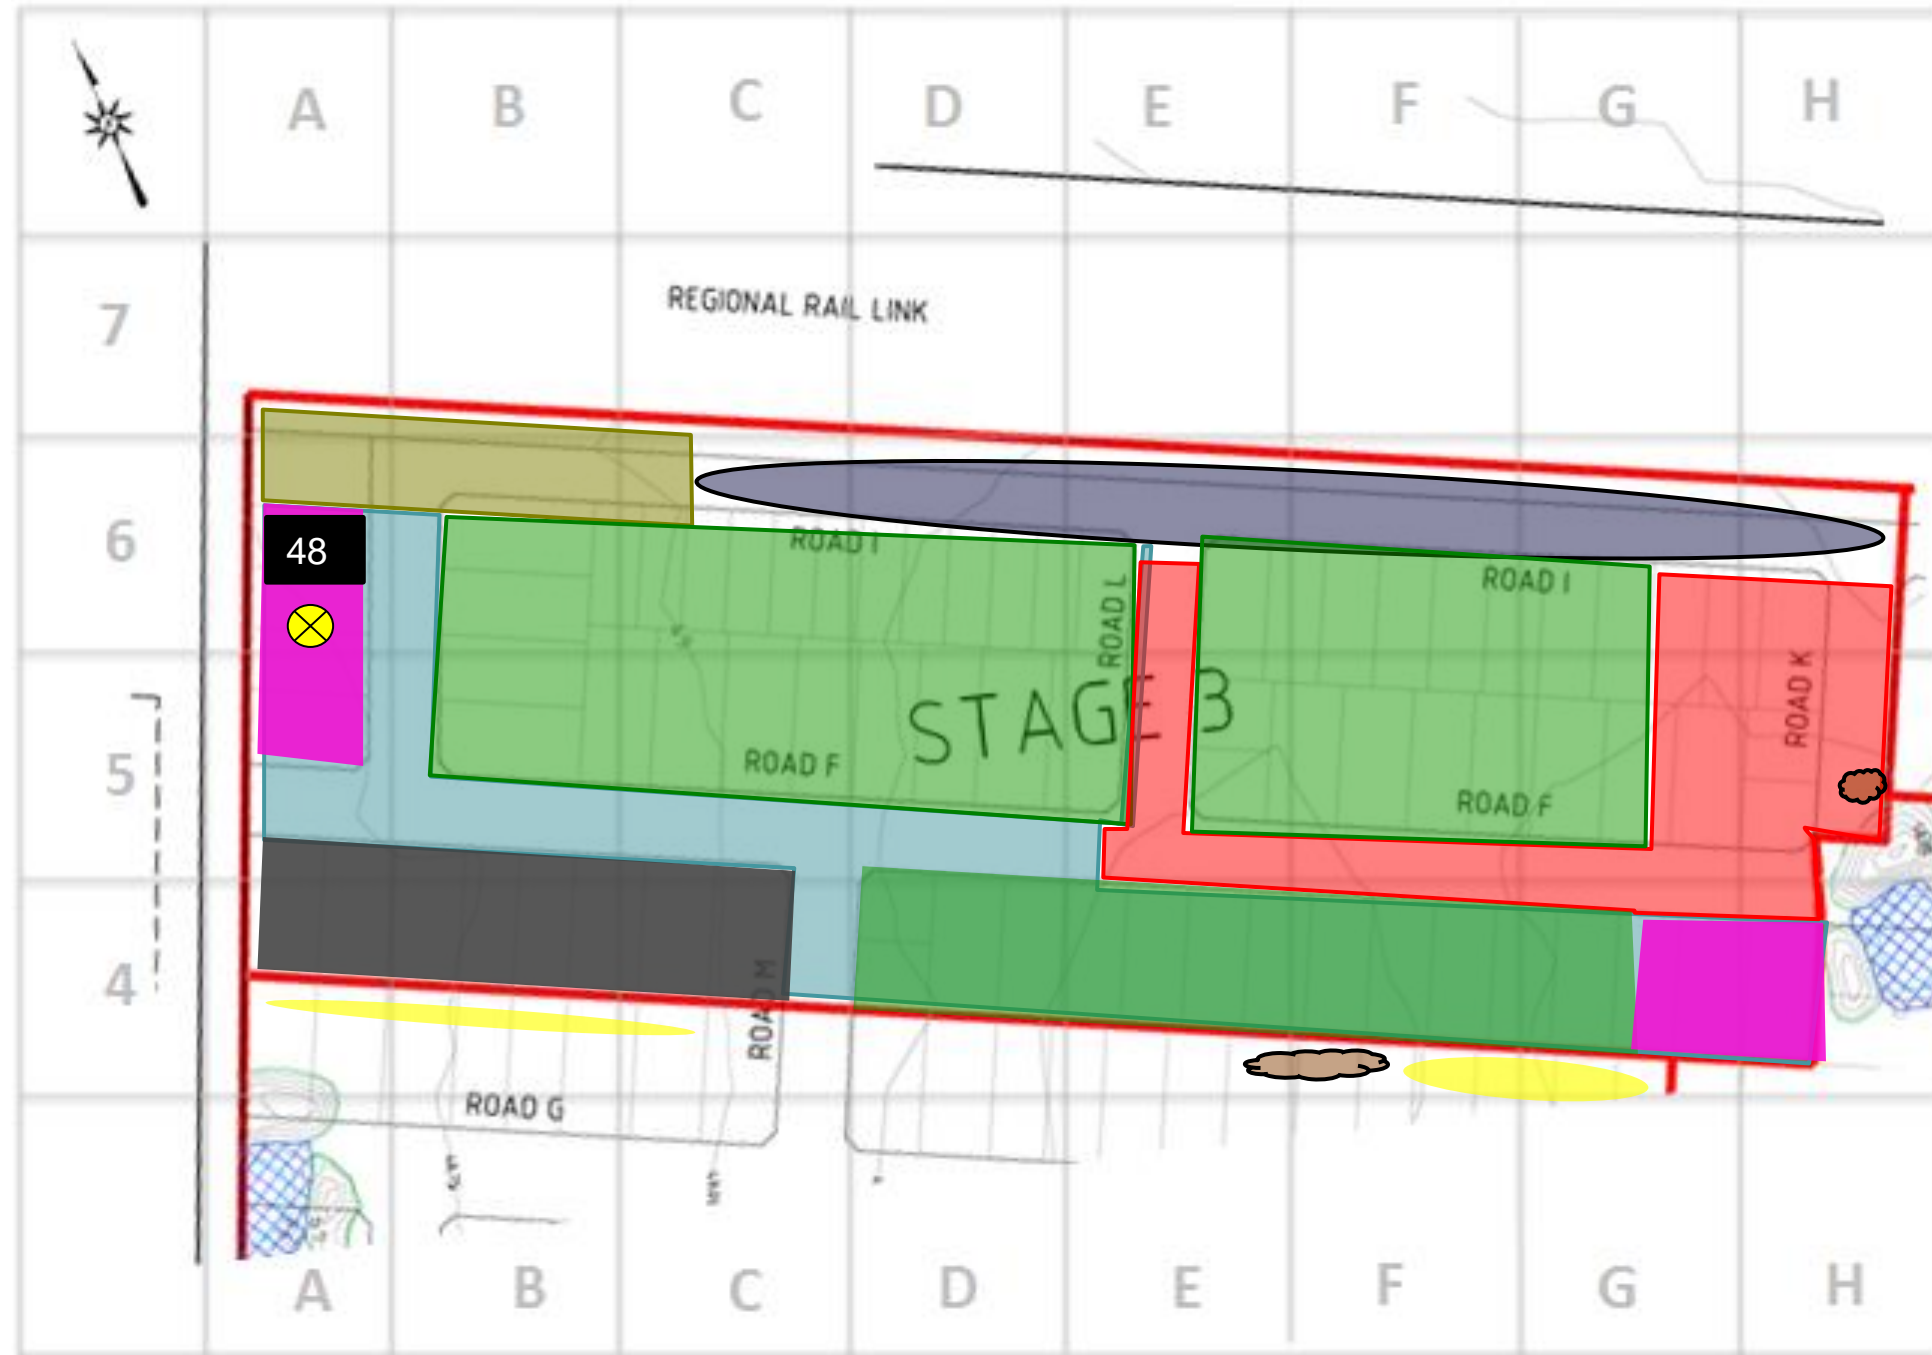 A B C D E F G H
7
REGIONAL RAIL LINK
6
48
ROAD I
ROAD I
ROAD L
STAGE 3
ROAD K
5
ROAD F
ROAD F
4
ROAD M
ROAD G
A B C D E F G H